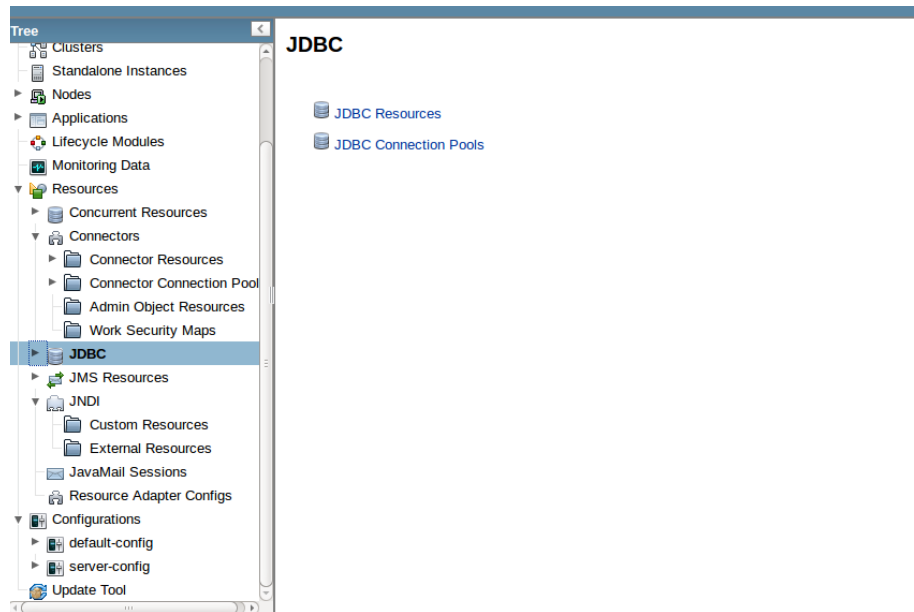 Tree
Clusters
Standalone Instances
Nodes
Applications
Lifecycle Modules
Monitoring Data
Resources
Concurrent Resources
Connectors
Connector Resources
Connector Connection Pool
Admin Object Resources
Work Security Maps
JDBC
JMS Resources
JNDI
Custom Resources
External Resources
JavaMail Sessions
Resource Adapter Configs
Configurations
default-config
server-config
Update Tool
JDBC
JDBC Resources
JDBC Connection Pools